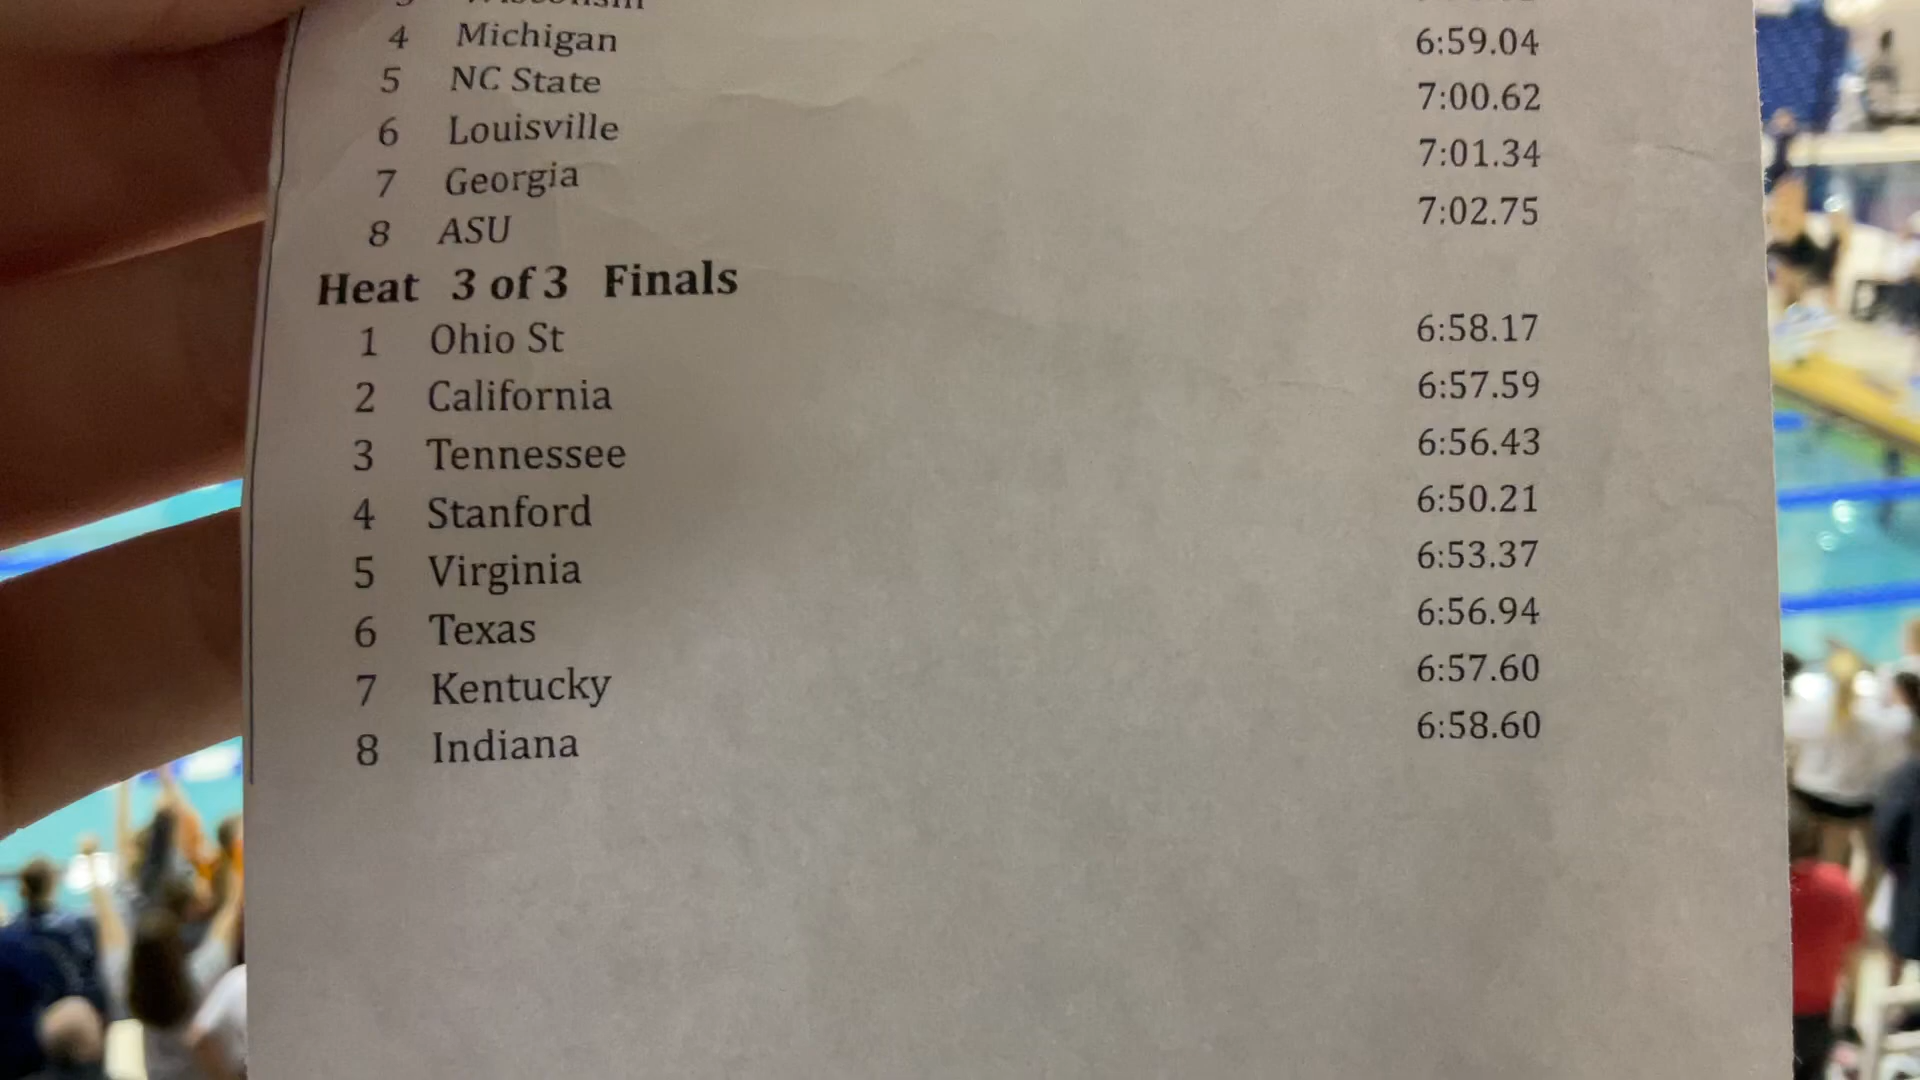 3 Wisconsin
4 Michigan
5 NC State 6:59.04
6 Louisville 7:00.62
7 Georgia 7:01.34
8 ASU 7:02.75
Heat 3 of 3 Finals
1 Ohio St 6:58.17
2 California 6:57.59
3 Tennessee 6:56.43
4 Stanford 6:50.21
5 Virginia 6:53.37
6 Texas 6:56.94
7 Kentucky 6:57.60
8 Indiana 6:58.60